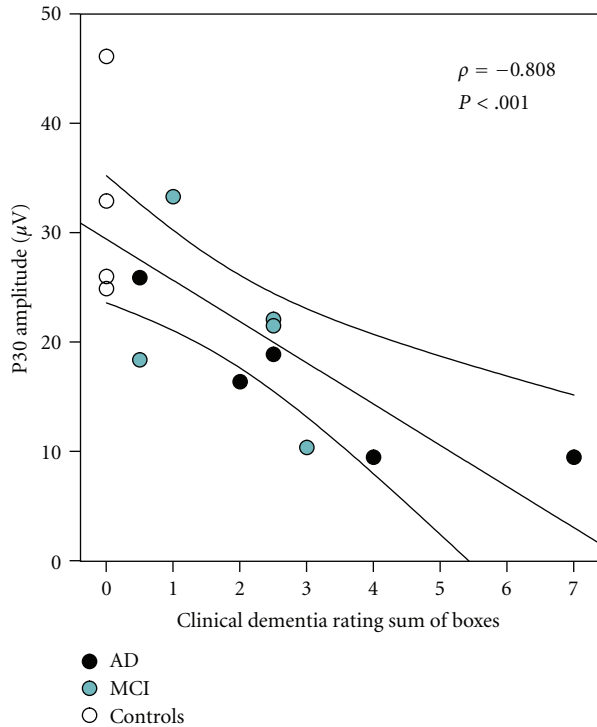 50
40
30
20
10
0
P30 amplitude (μV)
ρ = −0.808
P < .001
0 1 2 3 4 5 6 7
Clinical dementia rating sum of boxes
AD
MCI
Controls